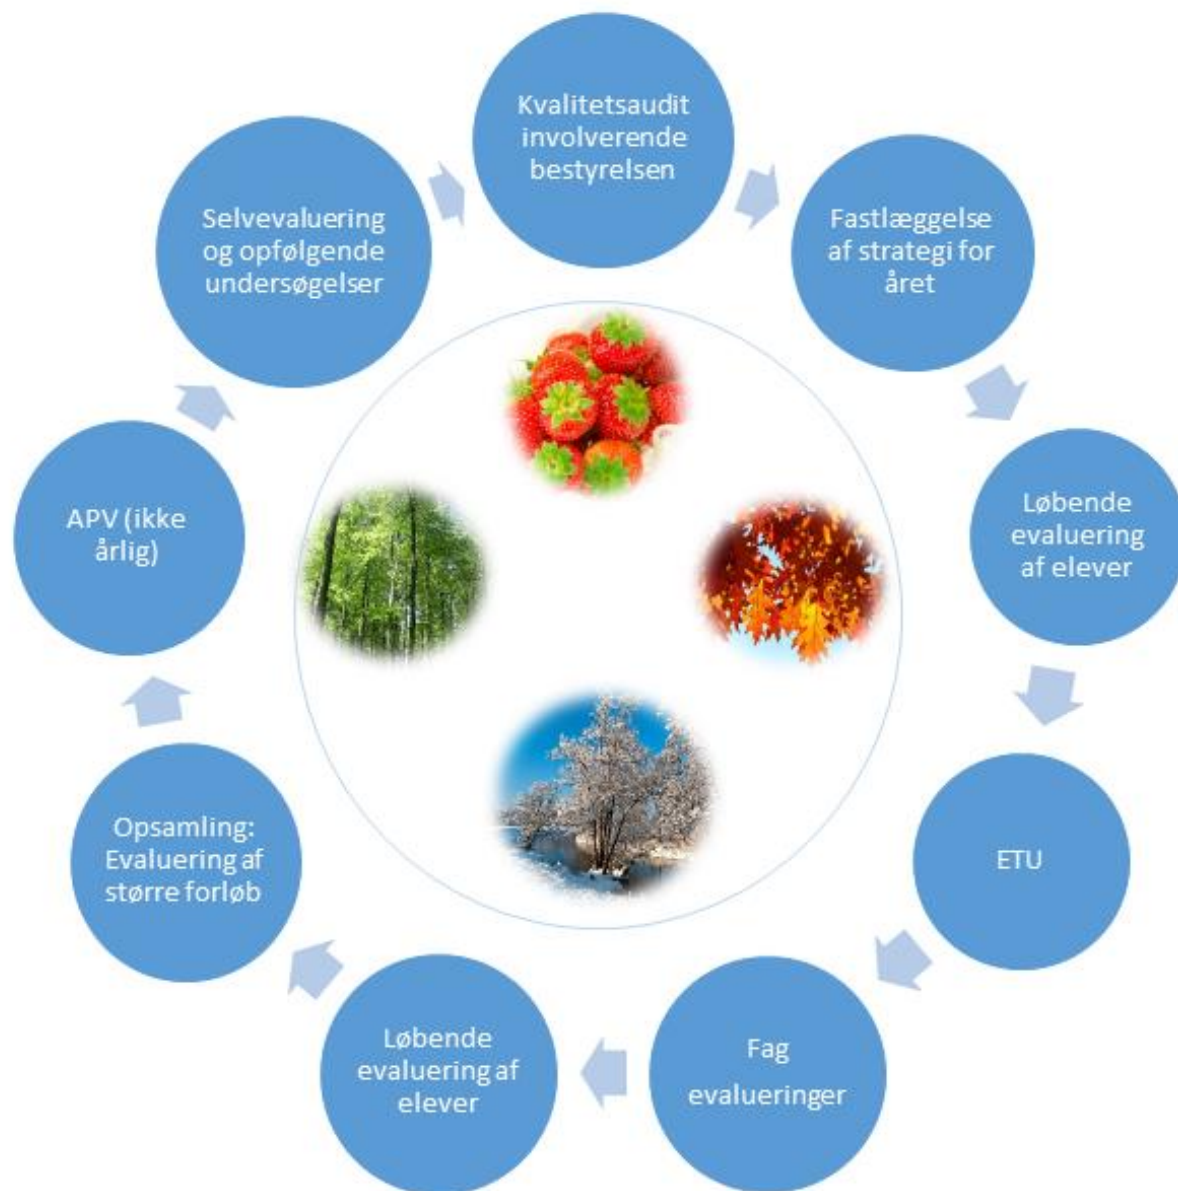 Kvalitetsaudit
involverende
bestyrelsen
Fastlæggelse
af strategi for
året
Løbende
evaluering
af elever
ETU
Fag
evalueringer
Løbende
evaluering af
elever
Opsamling:
Evaluering af
større forløb
APV (ikke
årlig)
Selvevaluering
og opfølgende
undersøgelser